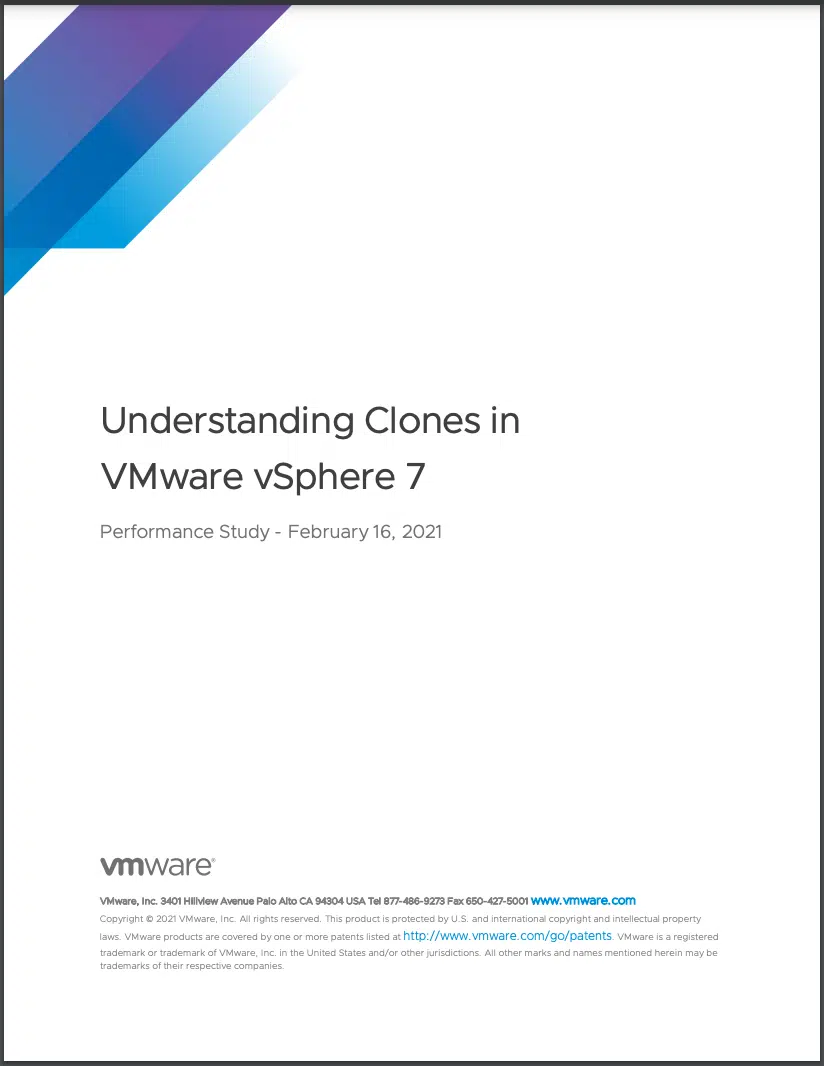 Understanding Clones in
VMware vSphere 7
Performance Study - February 16, 2021
vmware®
VMware, Inc. 3401 Hillview Avenue Palo Alto CA 94304 USA Tel 877-486-9273 Fax 650-427-5001 www.vmware.com
Copyright © 2021 VMware, Inc. All rights reserved. This product is protected by U.S. and international copyright and intellectual property
laws. VMware products are covered by one or more patents listed at http://www.vmware.com/go/patents. VMware is a registered
trademark or trademark of VMware, Inc. in the United States and/or other jurisdictions. All other marks and names mentioned herein may be
trademarks of their respective companies.